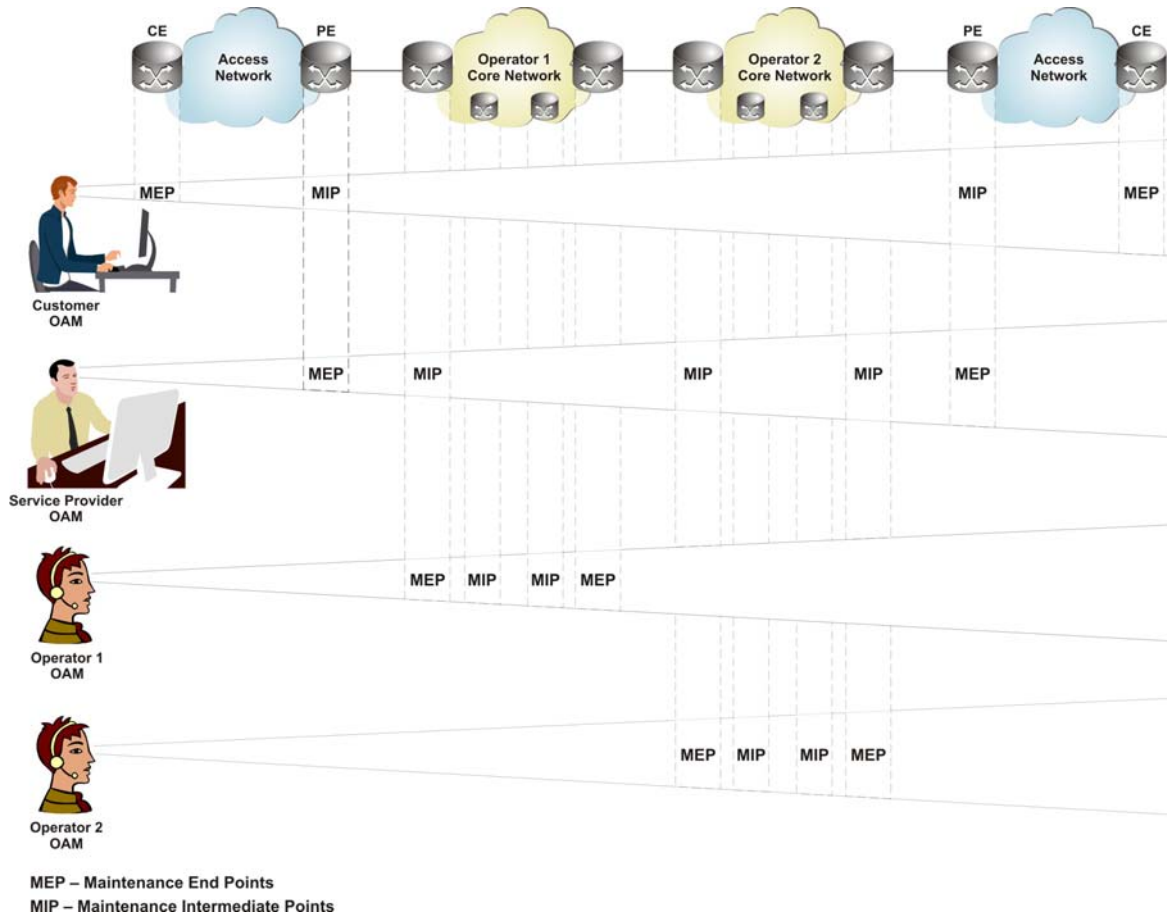 CE
PE
PE
CE
Access
Network
Operator 1
Core Network
Operator 2
Core Network
Access
Network
MEP
MIP
MIP
MEP
Customer
OAM
MEP
MIP
MIP
MIP
MEP
Service Provider
OAM
MEP
MIP
MIP
MEP
Operator 1
OAM
MEP
MIP
MIP
MEP
Operator 2
OAM
MEP – Maintenance End Points
MIP – Maintenance Intermediate Points